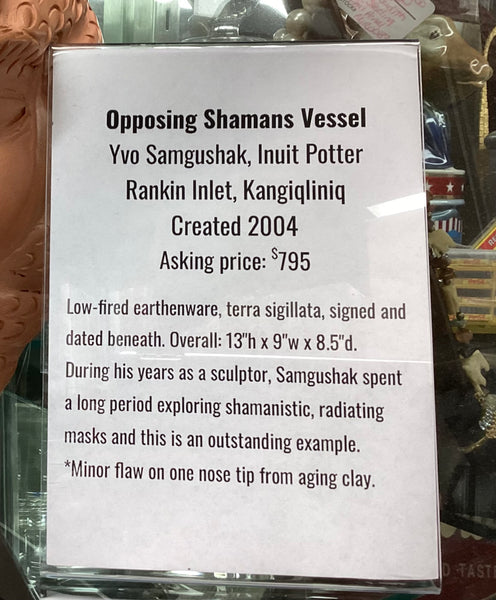 Opposing Shamans Vessel
Yvo Samgushak, Inuit Potter
Rankin Inlet, Kangiqliniq
Created 2004
Asking price: $795
Low-fired earthenware, terra sigillata, signed and
dated beneath. Overall: 13"h x 9"w x 8.5"d.
During his years as a sculptor, Samgushak spent
a long period exploring shamanistic, radiating
masks and this is an outstanding example.
*Minor flaw on one nose tip from aging clay.